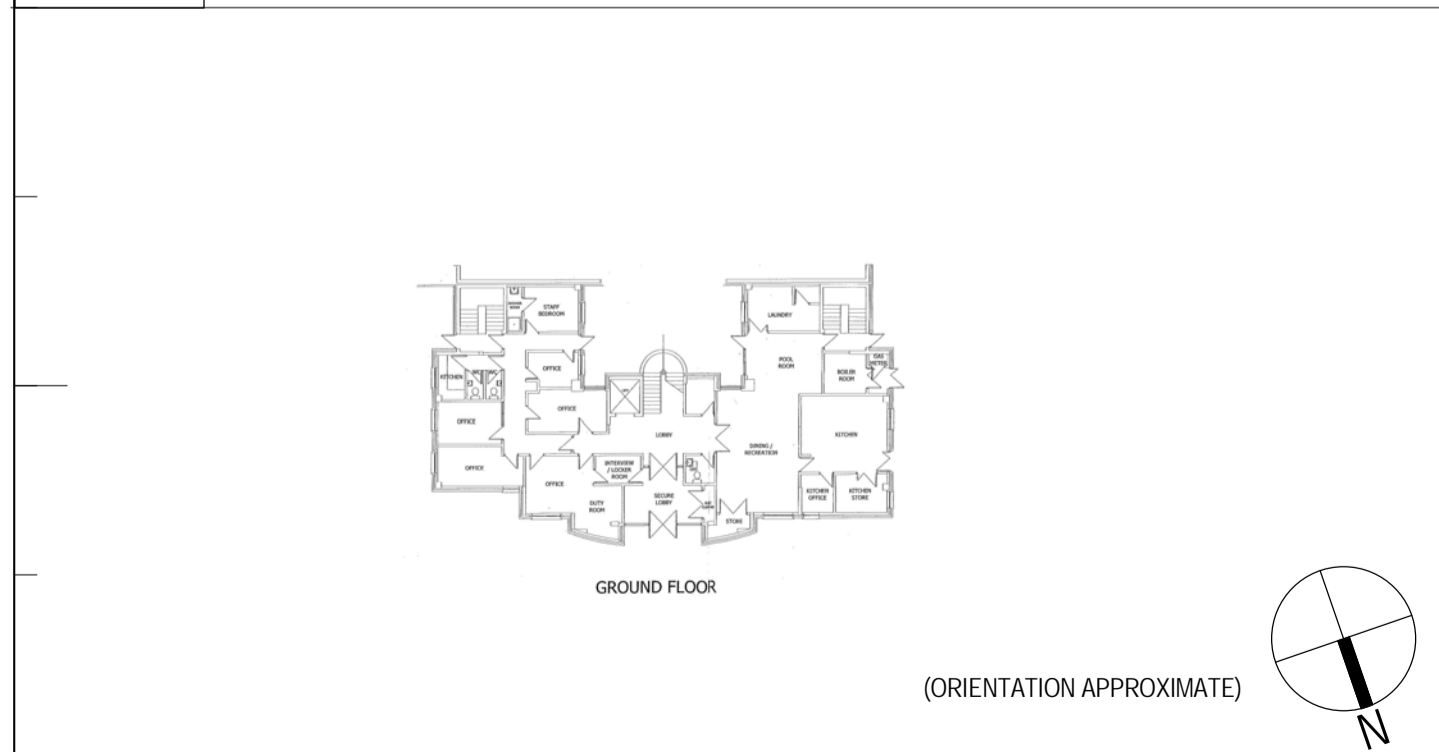 STAFF
BEDROOM
LAUNDRY
POOL
ROOM
GAS
METER
BOILER
ROOM
OFFICE
KITCHEN
OFFICE
OFFICE
LOBBY
DINING /
RECREATION
KITCHEN
OFFICE
OFFICE
INTERVIEW
/ LOCKER
ROOM
DUTY
ROOM
SECURE
LOBBY
STORE
KITCHEN
OFFICE
KITCHEN
STORE
GROUND FLOOR
(ORIENTATION APPROXIMATE)
N